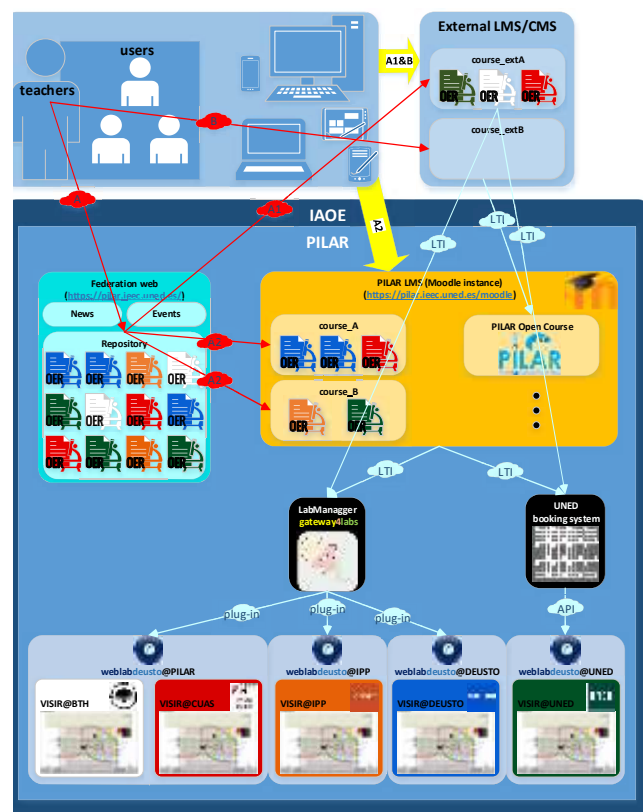 users
teachers
External LMS/CMS
A1&B
course_extA
OER
OER
OER
course_extB
B
A
A1
A2
LTI
LTI
LTI
IAOE
PILAR
Federation web
(https://pilar.ieec.uned.es/)
News
Events
Repository
OER
OER
OER
OER
OER
OER
OER
OER
OER
OER
OER
OER
A2
A2
PILAR LMS (Moodle instance)
(https://pilar.ieec.uned.es/moodle)
course_A
OER
OER
OER
course_B
OER
OER
PILAR Open Course
PILAR
LTI
LTI
LabManagger
gateway4labs
UNED
booking system
plug-in
plug-in
plug-in
API
weblabdeusto@PILAR
weblabdeusto@IPP
weblabdeusto@DEUSTO
weblabdeusto@UNED
VISIR@BTH
VISIR@CUAS
VISIR@IPP
VISIR@DEUSTO
VISIR@UNED